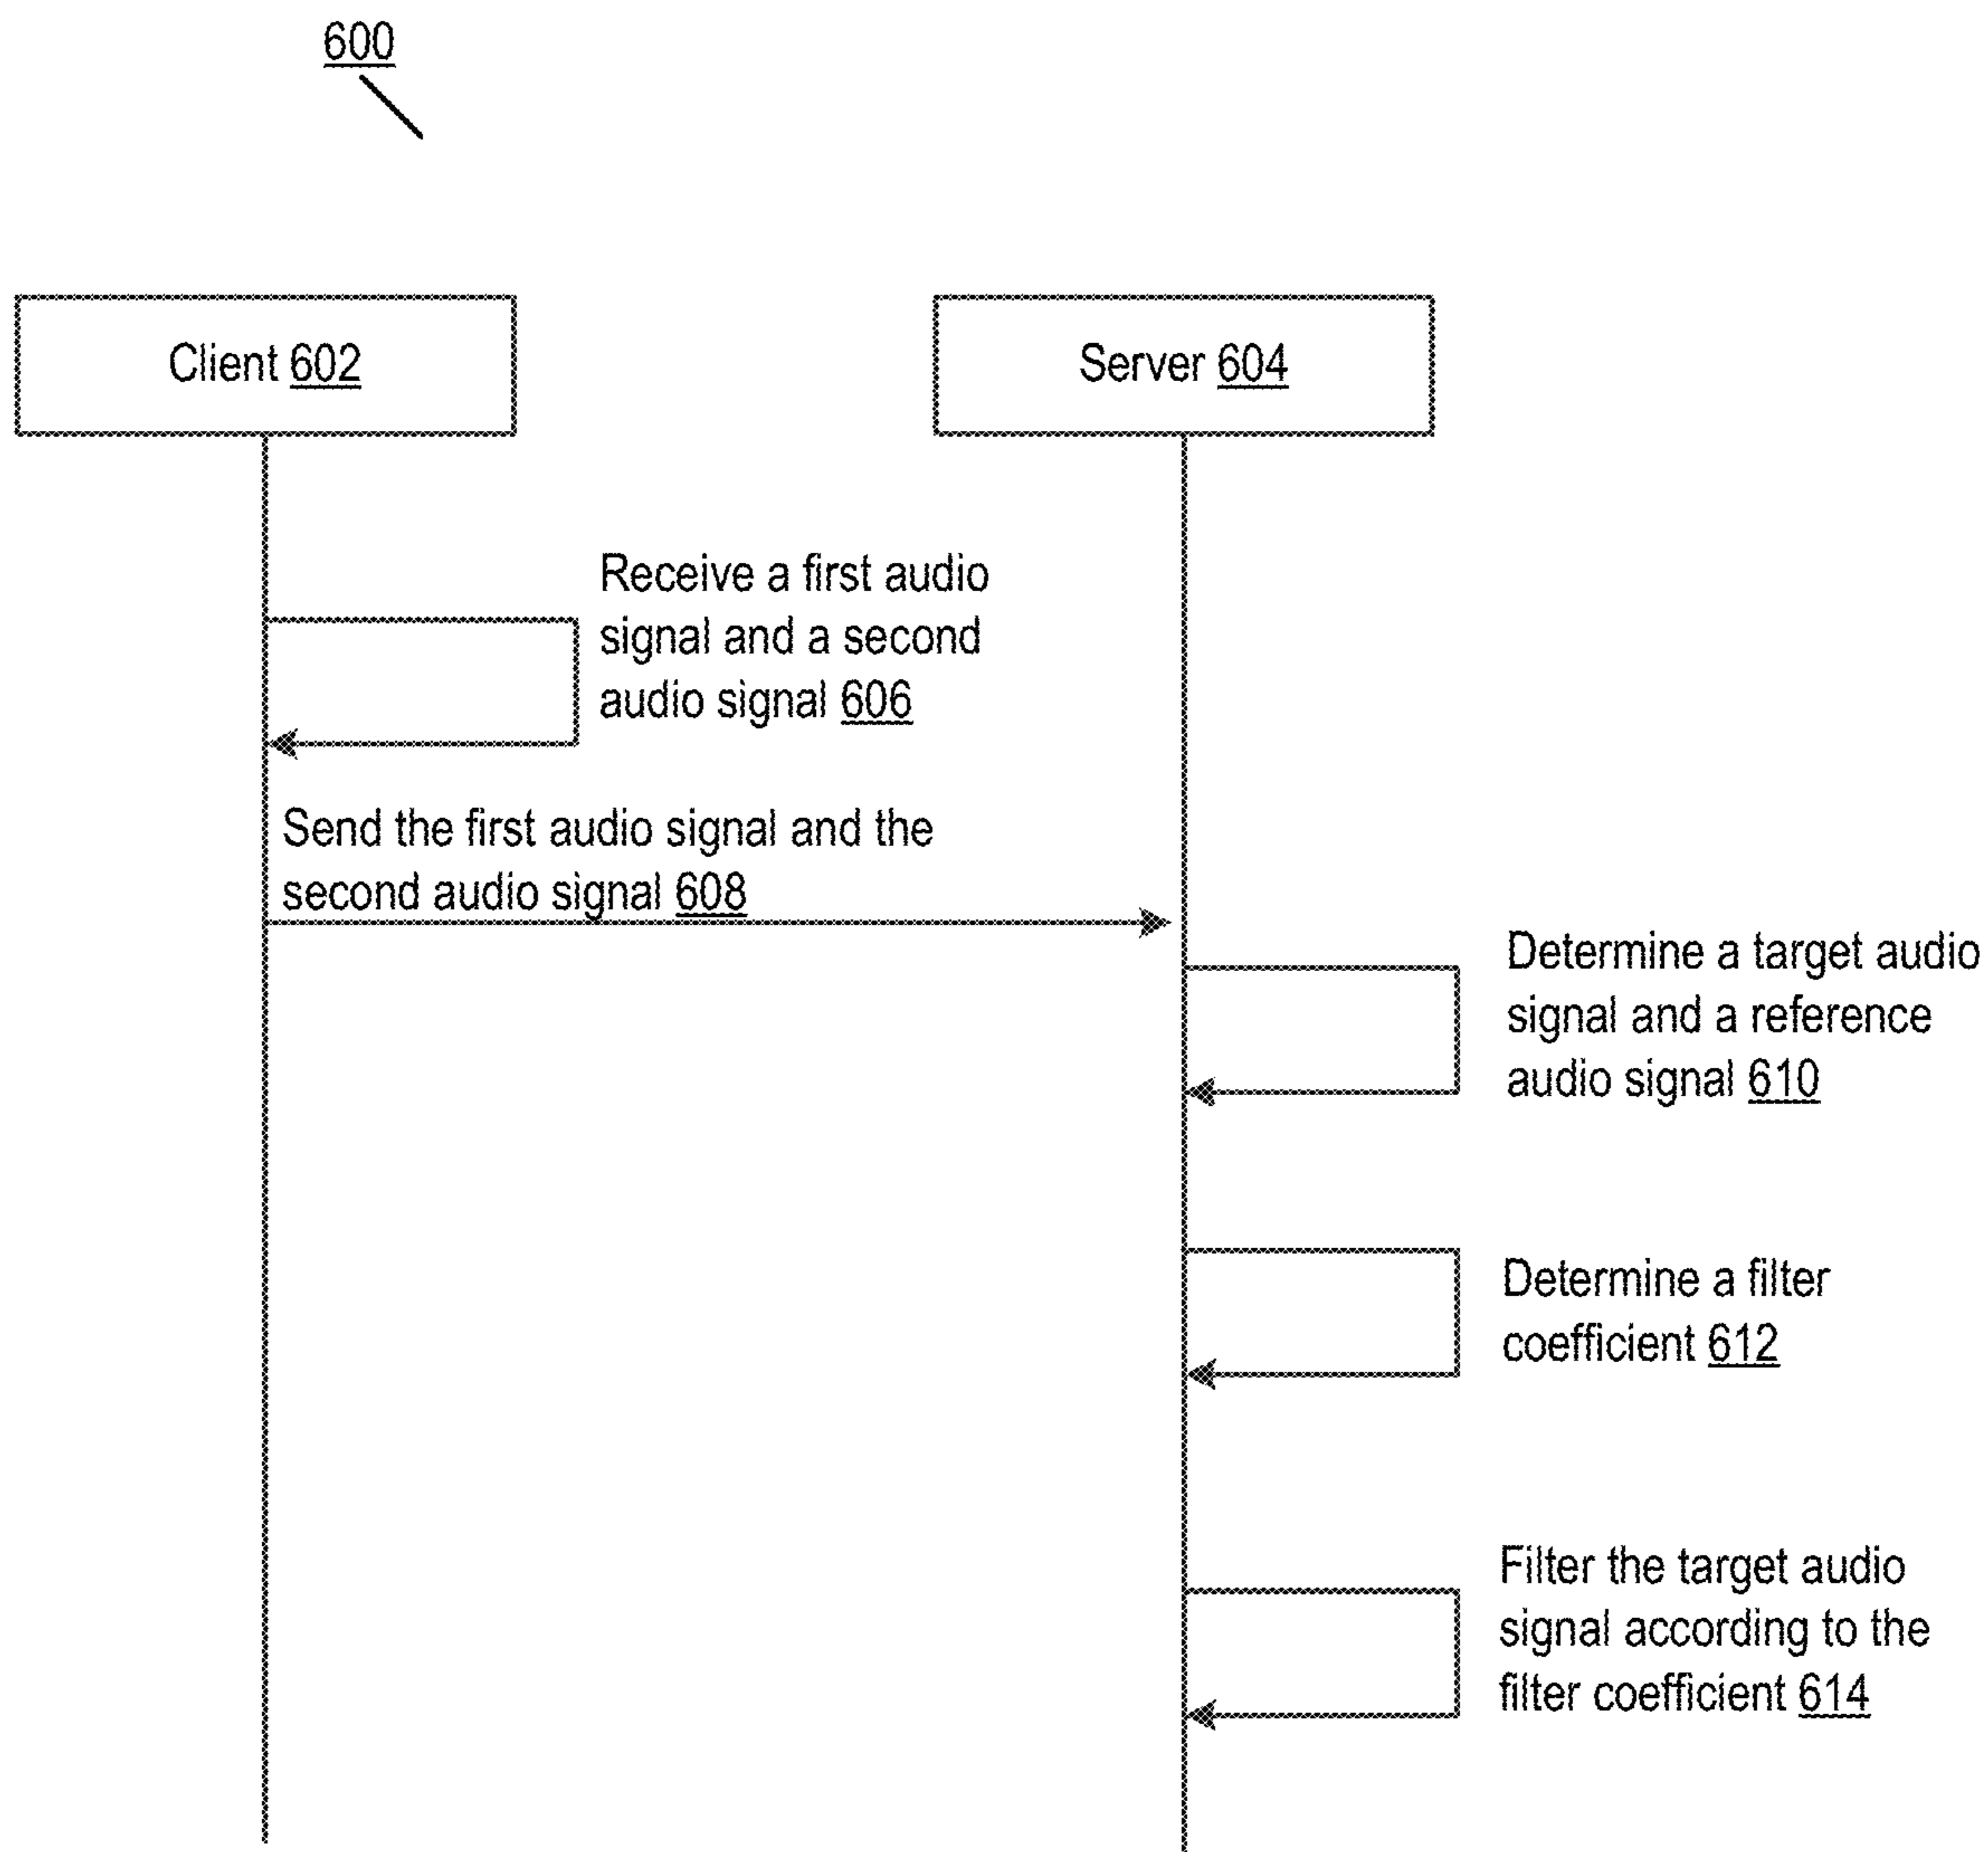 600
Client 602
Server 604
Receive a first audio
signal and a second
audio signal 606
Send the first audio signal and the
second audio signal 608
Determine a target audio
signal and a reference
audio signal 610
Determine a filter
coefficient 612
Filter the target audio
signal according to the
filter coefficient 614